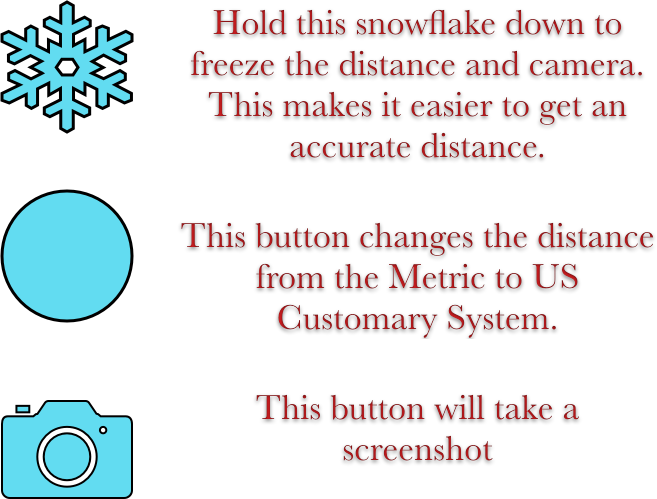 Hold this snowflake down to
freeze the distance and camera.
This makes it easier to get an
accurate distance.
This button changes the distance
from the Metric to US
Customary System.
This button will take a
screenshot